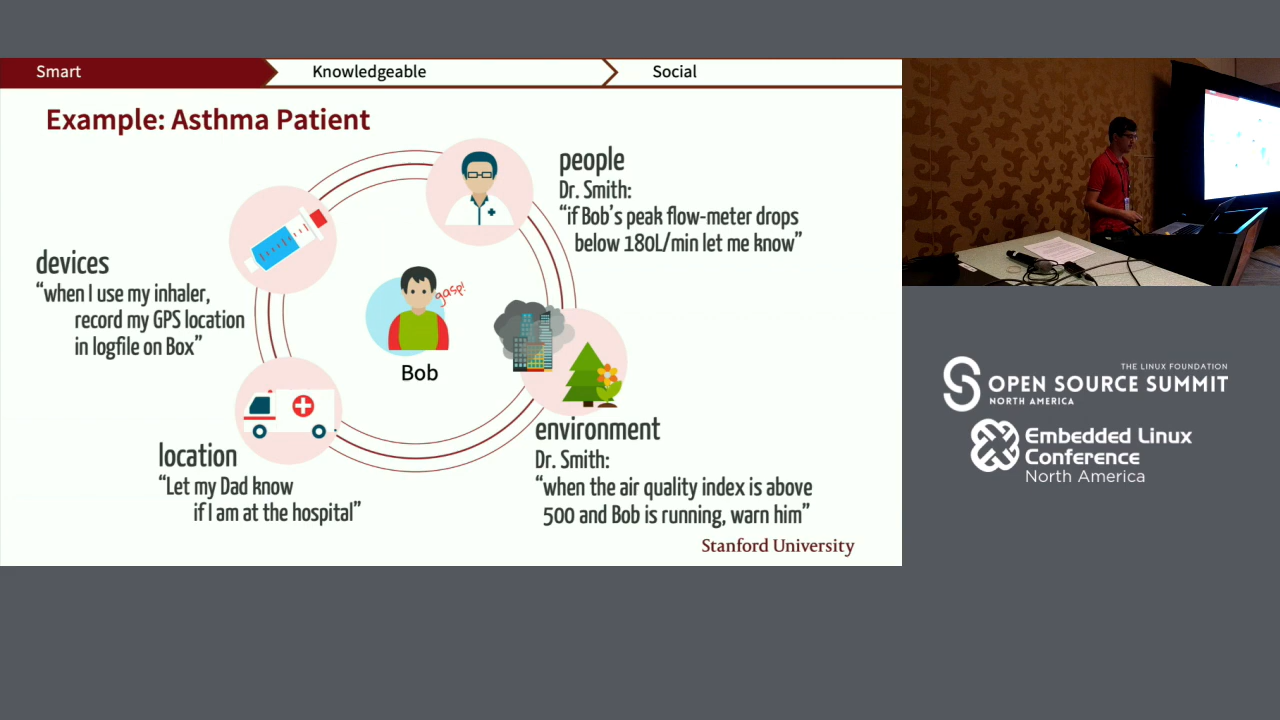 Smart
Knowledgeable
Social
Example: Asthma Patient
people
Dr. Smith:
“if Bob’s peak flow-meter drops
below 180L/min let me know”
devices
“when I use my inhaler,
record my GPS location
in logfile on Box”
gasp!
Bob
location
“Let my Dad know
if I am at the hospital”
environment
Dr. Smith:
“when the air quality index is above
500 and Bob is running, warn him”
Stanford University
THE LINUX FOUNDATION
OPEN SOURCE SUMMIT
NORTH AMERICA
Embedded Linux
Conference
North America